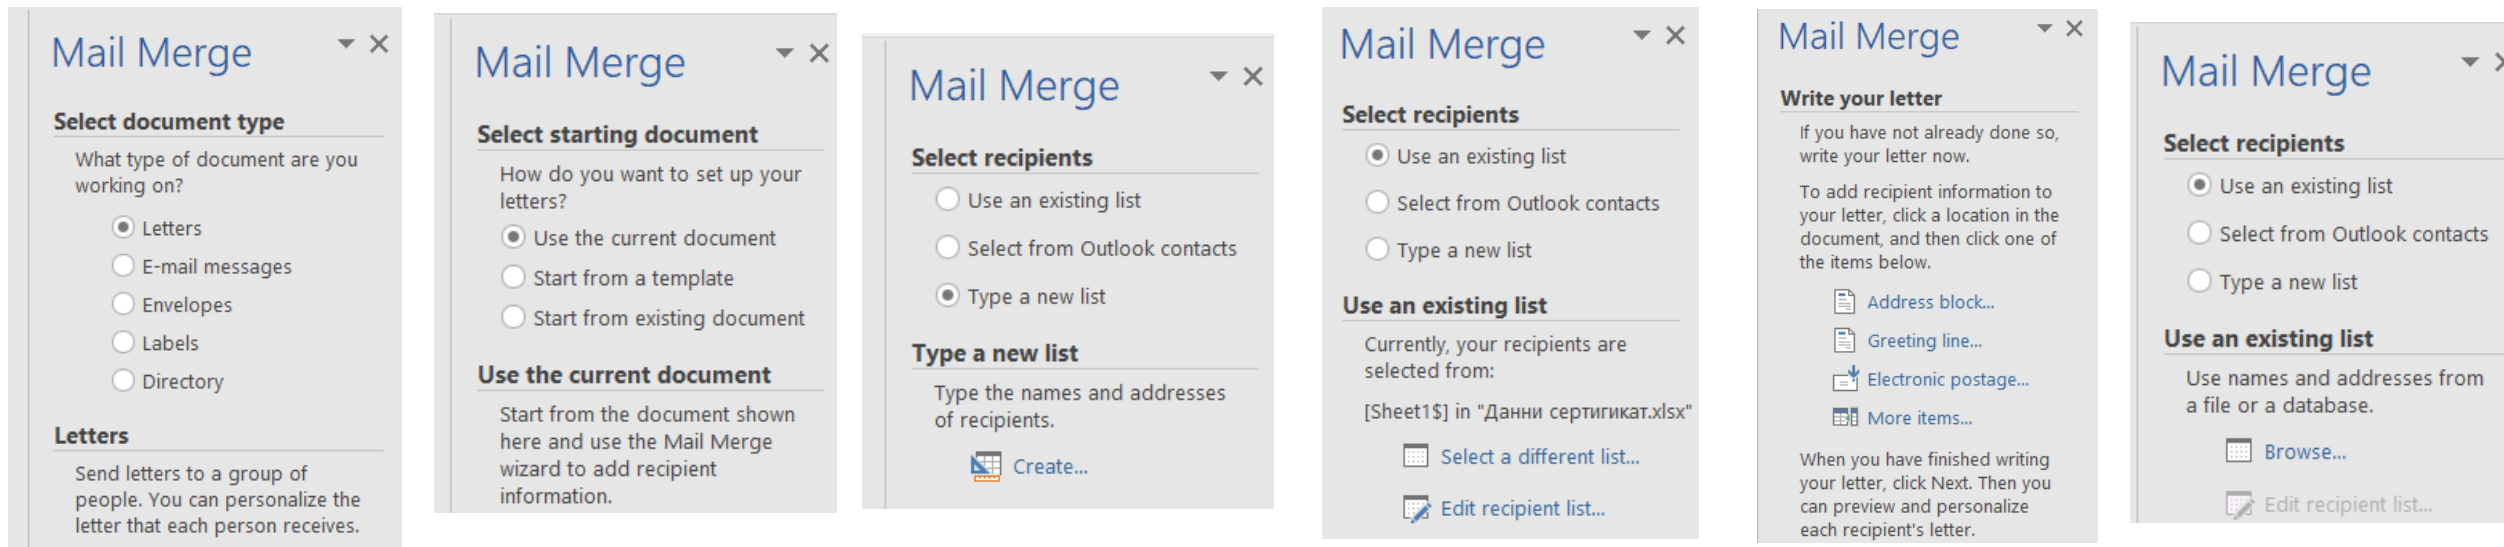 Mail Merge
Select document type
What type of document are you
working on?
Letters
E-mail messages
Envelopes
Labels
Directory
Letters
Send letters to a group of
people. You can personalize the
letter that each person receives.
Mail Merge
Select starting document
How do you want to set up your
letters?
Use the current document
Start from a template
Start from existing document
Use the current document
Start from the document shown
here and use the Mail Merge
wizard to add recipient
information.
Mail Merge
Select recipients
Use an existing list
Select from Outlook contacts
Type a new list
Type a new list
Type the names and addresses
of recipients.
Create...
Mail Merge
Select recipients
Use an existing list
Select from Outlook contacts
Type a new list
Use an existing list
Currently, your recipients are
selected from:
[Sheet1$] in "Данни сертигикат.xlsx"
Select a different list...
Edit recipient list...
Mail Merge
Write your letter
If you have not already done so,
write your letter now.
To add recipient information to
your letter, click a location in the
document, and then click one of
the items below.
Address block...
Greeting line...
Electronic postage...
More items...
When you have finished writing
your letter, click Next. Then you
can preview and personalize
each recipient's letter.
Mail Merge
Select recipients
Use an existing list
Select from Outlook contacts
Type a new list
Use an existing list
Use names and addresses from
a file or a database.
Browse...
Edit recipient list...